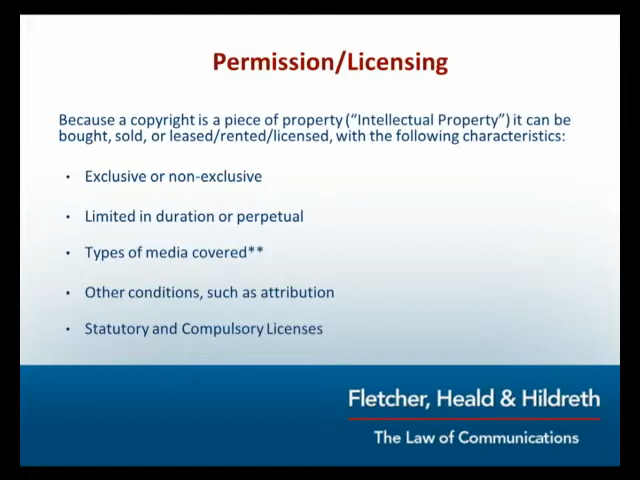 Permission/Licensing
Because a copyright is a piece of property (“Intellectual Property”) it can be
bought, sold, or leased/rented/licensed, with the following characteristics:
• Exclusive or non-exclusive
• Limited in duration or perpetual
• Types of media covered**
• Other conditions, such as attribution
• Statutory and Compulsory Licenses
Fletcher, Heald & Hildreth
The Law of Communications